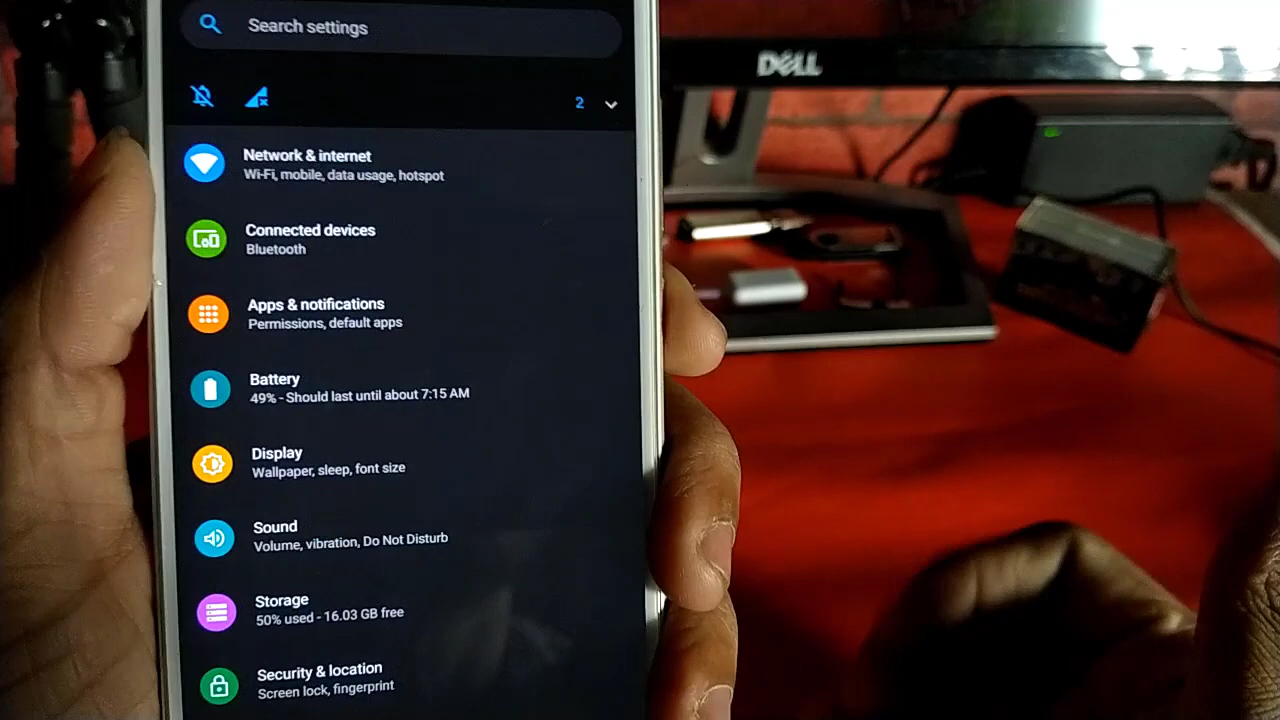 Search settings
DELL
2
Network & internet
Wi-Fi, mobile, data usage, hotspot
Connected devices
Bluetooth
Apps & notifications
Permissions, default apps
Battery
49% - Should last until about 7:15 AM
Display
Wallpaper, sleep, font size
Sound
Volume, vibration, Do Not Disturb
Storage
50% used - 16.03 GB free
Security & location
Screen lock, fingerprint